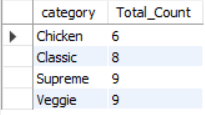 category Total_Count
Chicken 6
Classic 8
Supreme 9
Veggie 9